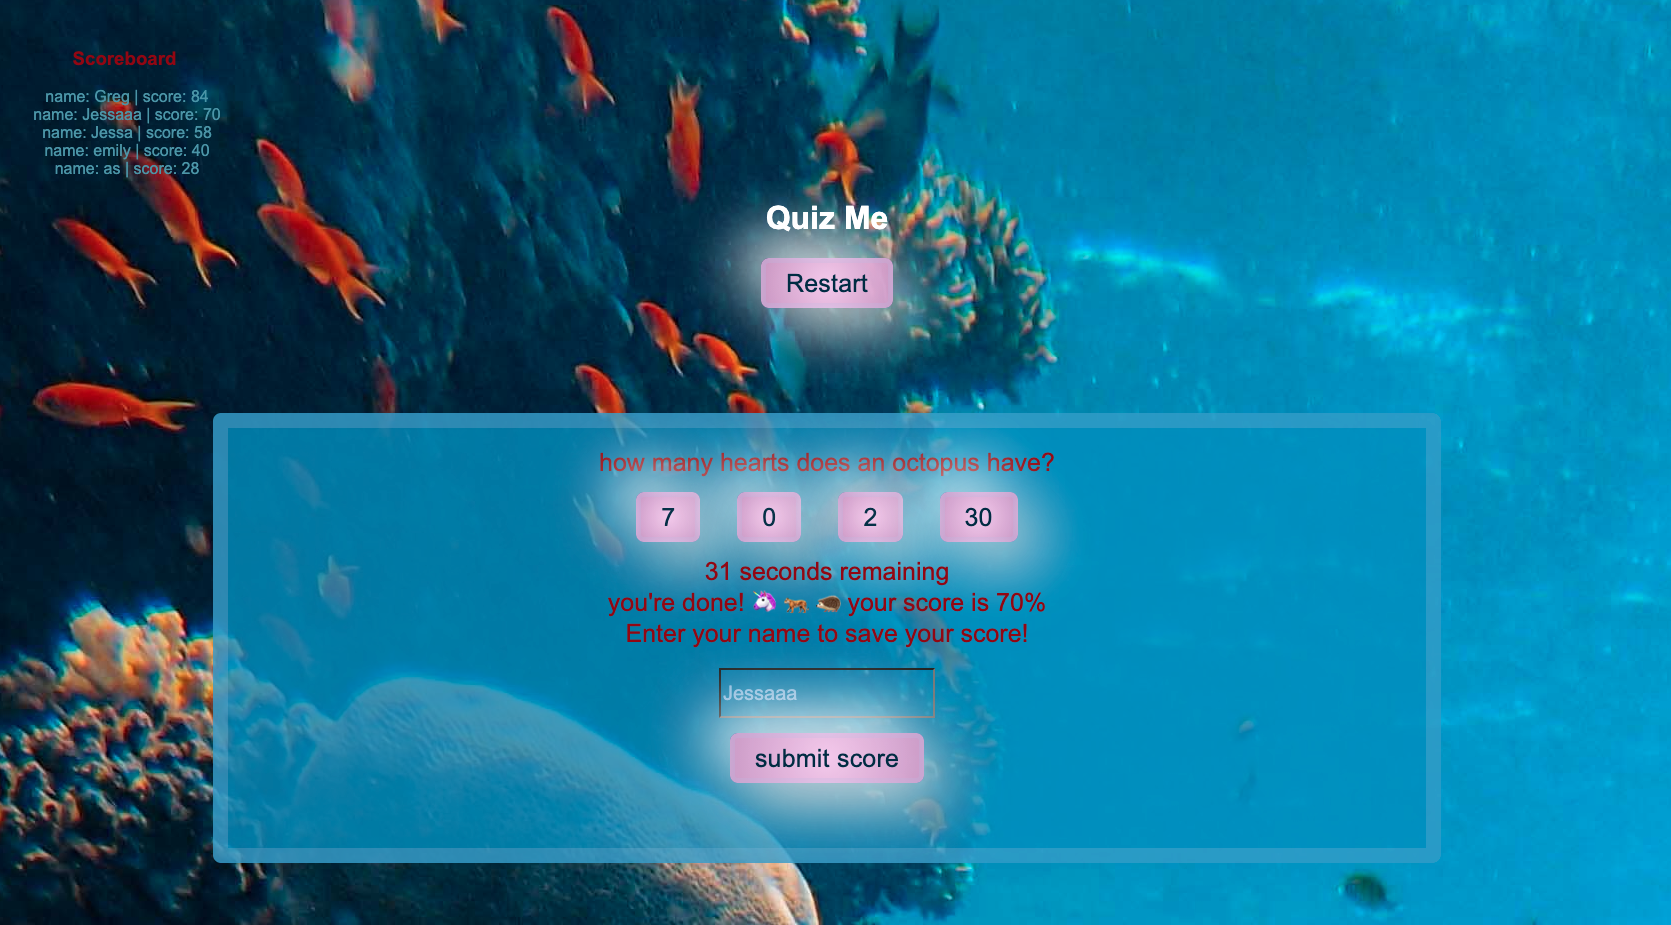 Scoreboard
name: Greg | score: 84
name: Jessaaa | score: 70
name: Jessa | score: 58
name: emily | score: 40
name: as | score: 28
Quiz Me
Restart
how many hearts does an octopus have?
7 0 2 30
31 seconds remaining
you're done! 🦄 🐅 🦔 your score is 70%
Enter your name to save your score!
Jessaaa
submit score